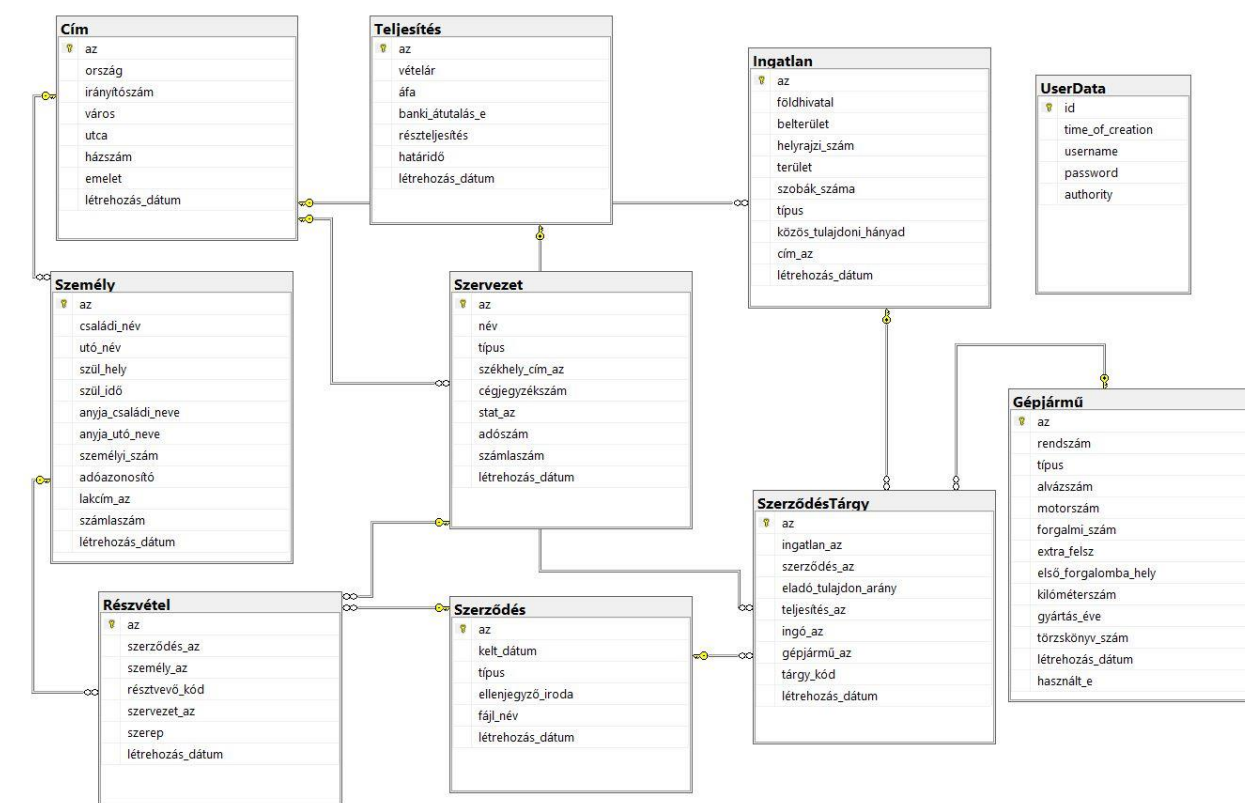 Cím
az
ország
irányítószám
város
utca
házszám
emelet
létrehozás_dátum
Teljesítés
az
vételár
áfa
banki_átutalás_e
részteljesítés
határidő
létrehozás_dátum
Ingatlan
az
földhivatal
belterület
helyrajzi_szám
terület
szobák_száma
típus
közös_tulajdoni_hányad
cím_az
létrehozás_dátum
UserData
id
time_of_creation
username
password
authority
Személy
az
családi_név
utó_név
szül_hely
szül_idő
anyja_családi_neve
anyja_utó_neve
személyi_szám
adóazonosító
lakcím_az
számlaszám
létrehozás_dátum
Szervezet
az
név
típus
székhely_cím_az
cégjegyzékszám
stat_az
adószám
számlaszám
létrehozás_dátum
Gépjármű
az
rendszám
típus
alvázszám
motorszám
forgalmi_szám
extra_felsz
első_forgalomba_hely
kilóméterszám
gyártás_éve
törzskönyv_szám
létrehozás_dátum
használt_e
SzerződésTárgy
az
ingatlan_az
szerződés_az
eladó_tulajdon_arány
teljesítés_az
ingó_az
gépjármű_az
tárgy_kód
létrehozás_dátum
Részvétel
az
szerződés_az
személy_az
résztvevő_kód
szervezet_az
szerep
létrehozás_dátum
Szerződés
az
kelt_dátum
típus
ellenjegyző_iroda
fájl_név
létrehozás_dátum